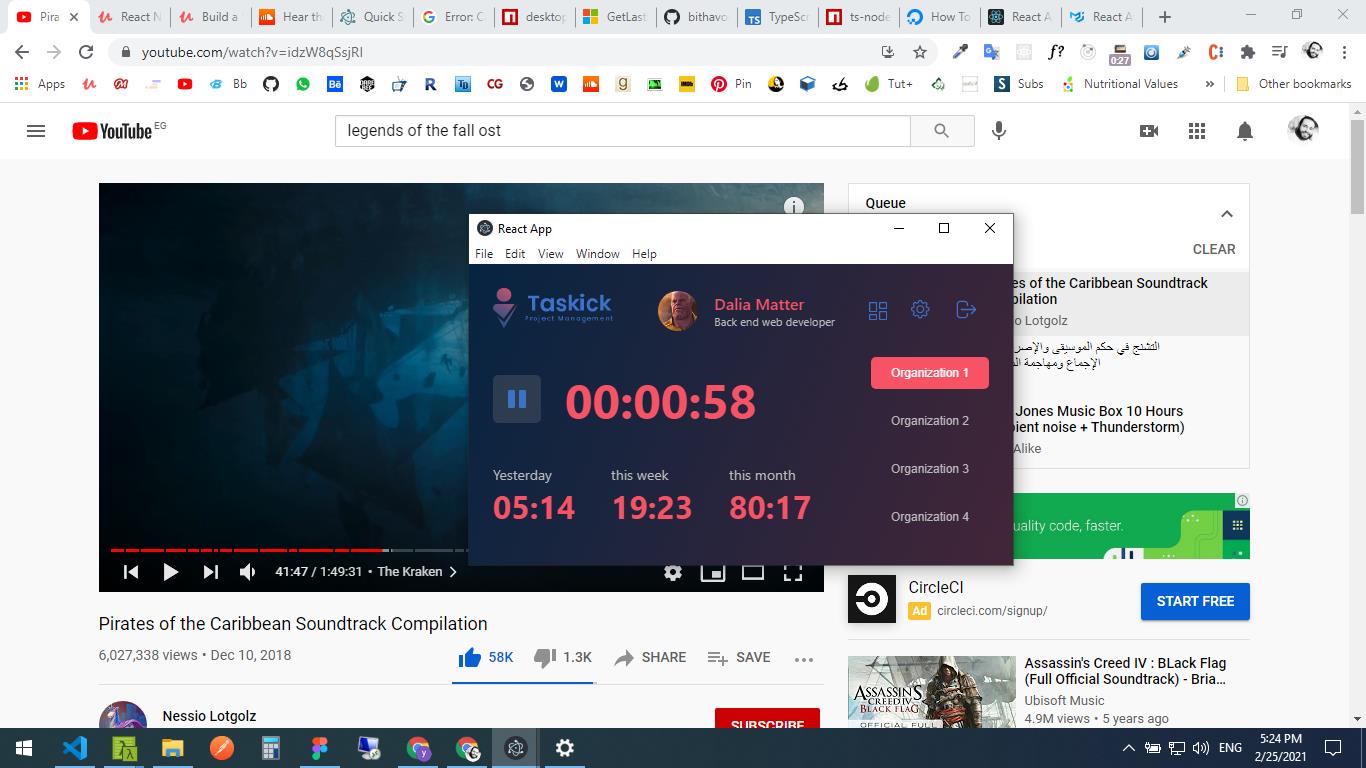 Pira
React N
Build a
Hear th
Quick S
Error: C
desktop
GetLast
bithavo
TypeScr
ts-node
How To
React A
React A
youtube.com/watch?v=idzW8qSsjRI
f?
0:27
Apps
Bb
Pin
Tut+
Subs
Nutritional Values
»
Other bookmarks
YouTube EG
legends of the fall ost
Queue
CLEAR
es of the Caribbean Soundtrack
pilation
o Lotgolz
التشنج في حكم الموسيقى والإصر
الإجماع ومهاجمة
Jones Music Box 10 Hours
bient noise + Thunderstorm)
Alike
React App
File Edit View Window Help
Taskick
Project Management
Dalia Matter
Back end web developer
00:00:58
Yesterday
this week
this month
05:14
19:23
80:17
Organization 1
Organization 2
Organization 3
Organization 4
41:47 / 1:49:31 • The Kraken
uality code, faster.
CircleCI
Ad circleci.com/signup/
START FREE
Pirates of the Caribbean Soundtrack Compilation
6,027,338 views • Dec 10, 2018
58K
1.3K
SHARE
SAVE
Nessio Lotgolz
SUBSCRIBE
ASSASSIN'S
CREED IV
BLACK FLAG
OFFICIAL FULL
Assassin's Creed IV : BLack Flag
(Full Official Soundtrack) - Bria...
Ubisoft Music
4.9M views • 5 years ago
ENG
5:24 PM
2/25/2021